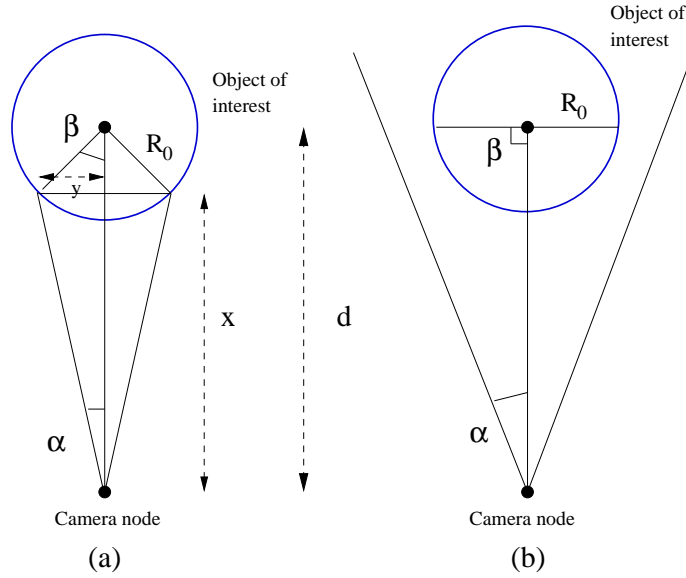 Object of
interest
β
R₀
y
x
α
Camera node
(a)
d
Object of
interest
R₀
β
α
Camera node
(b)